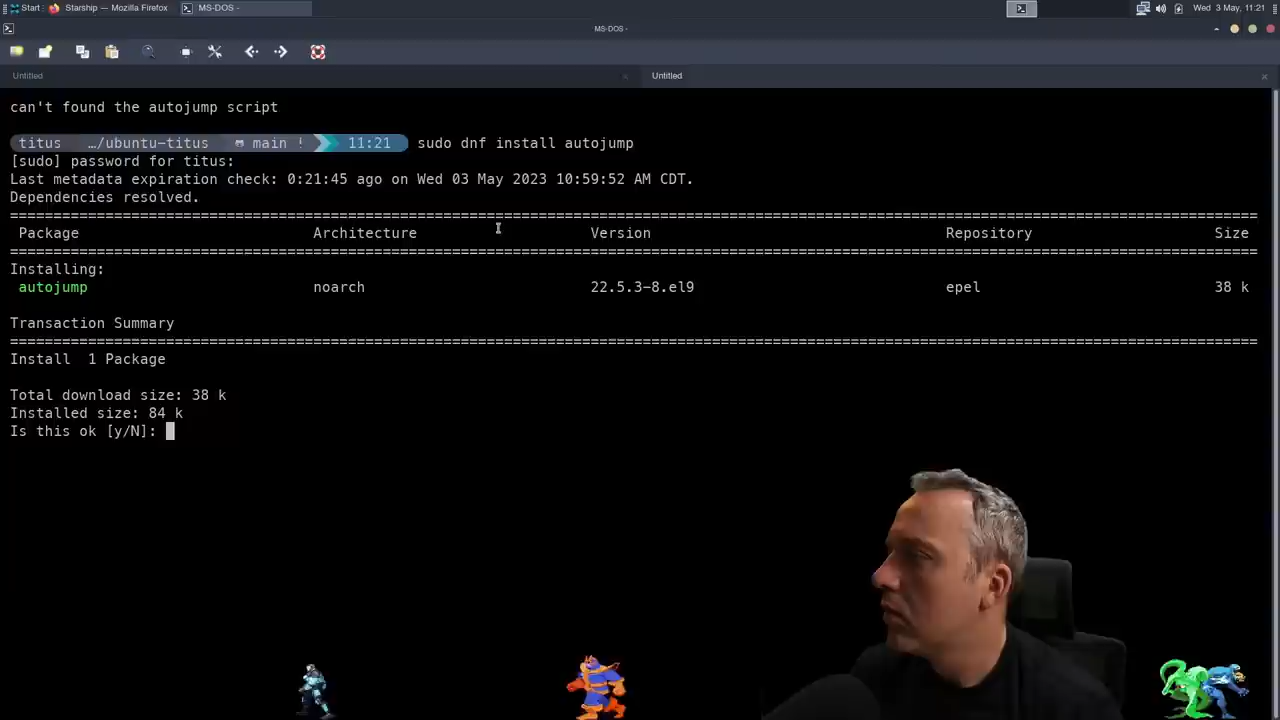 Start
Starship — Mozilla Firefox
MS-DOS -
Wed 3 May, 11:21
MS-DOS -
Untitled
Untitled
can't found the autojump script
titus …/ubuntu-titus main ! 11:21 sudo dnf install autojump
[sudo] password for titus:
Last metadata expiration check: 0:21:45 ago on Wed 03 May 2023 10:59:52 AM CDT.
Dependencies resolved.
Package Architecture Version Repository Size
Installing:
autojump noarch 22.5.3-8.el9 epel 38 k
Transaction Summary
Install 1 Package
Total download size: 38 k
Installed size: 84 k
Is this ok [y/N]: